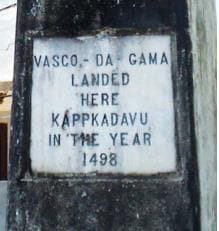 VASCO.-DA-GAMA
LANDED
HERE
KAPPKADAVU
IN THE YEAR
1498